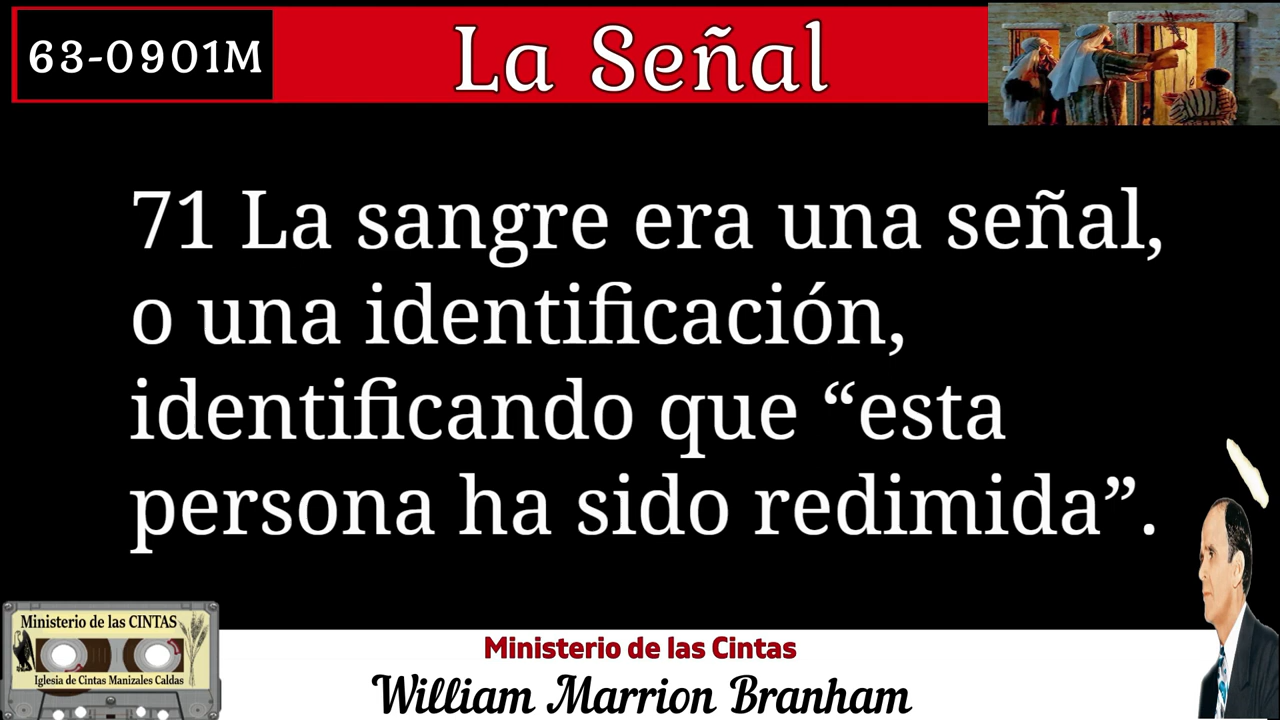 63-0901M
La Señal
71 La sangre era una señal,
o una identificación,
identificando que “esta
persona ha sido redimida”.
Ministerio de las CINTAS
Iglesia de Cintas Manizales Caldas
Ministerio de las Cintas
William Marrion Branham